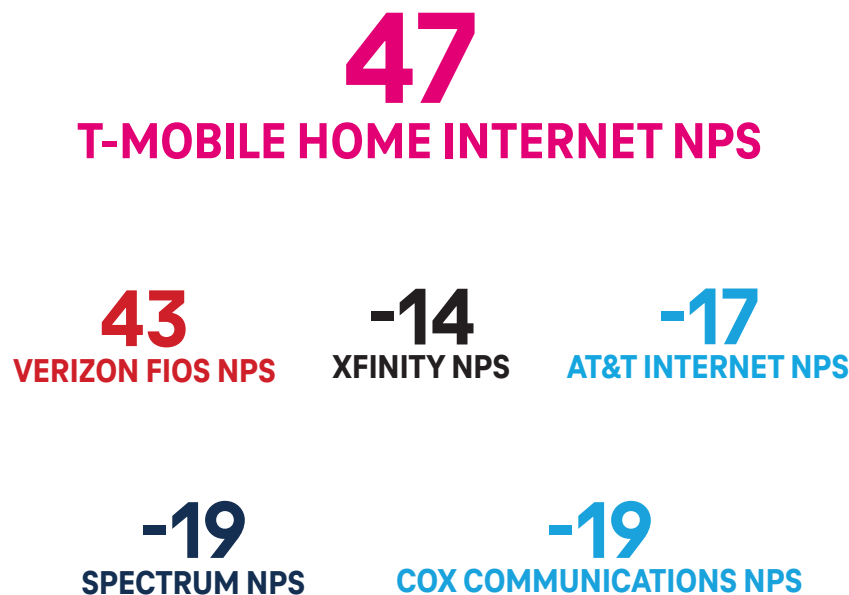 47
T-MOBILE HOME INTERNET NPS
43
VERIZON FIOS NPS
-14
XFINITY NPS
-17
AT&T INTERNET NPS
-19
SPECTRUM NPS
-19
COX COMMUNICATIONS NPS